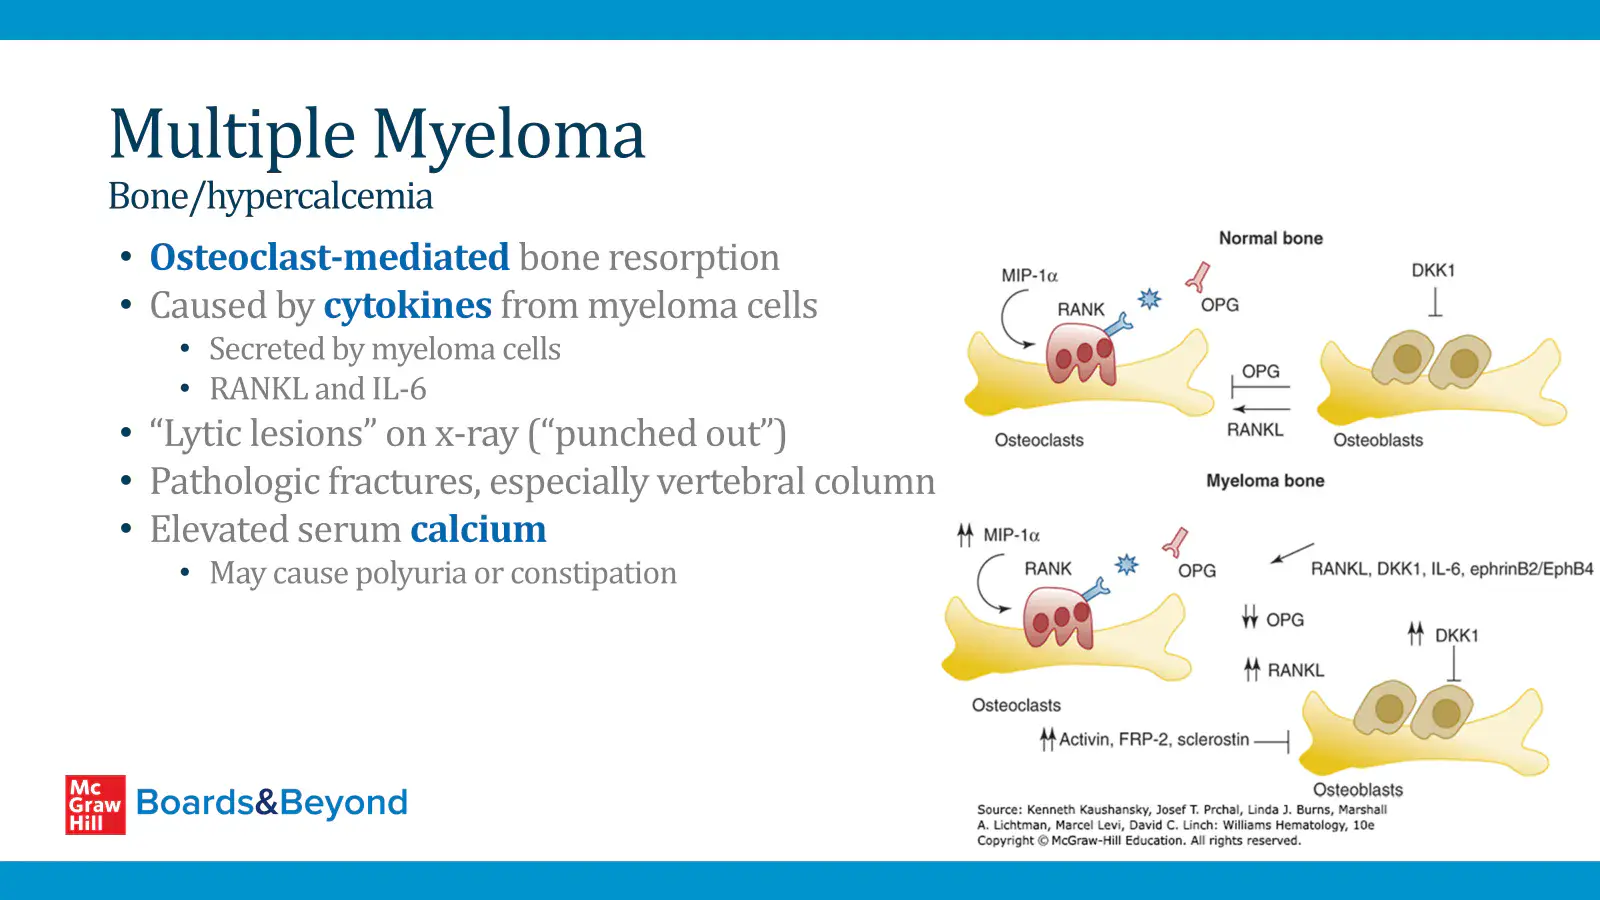 Multiple Myeloma
Bone/hypercalcemia
• Osteoclast-mediated bone resorption
• Caused by cytokines from myeloma cells
• Secreted by myeloma cells
• RANKL and IL-6
• “Lytic lesions” on x-ray (“punched out”)
• Pathologic fractures, especially vertebral column
• Elevated serum calcium
• May cause polyuria or constipation
Normal bone
MIP-1α
RANK
OPG
DKK1
OPG
RANKL
Osteoclasts
Osteoblasts
Myeloma bone
MIP-1α
RANK
OPG
RANKL, DKK1, IL-6, ephrinB2/EphB4
OPG
DKK1
RANKL
Osteoclasts
Activin, FRP-2, sclerostin
Osteoblasts
Source: Kenneth Kaushansky, Josef T. Prchal, Linda J. Burns, Marshall
A. Lichtman, Marcel Levi, David C. Linch: Williams Hematology, 10e
Copyright © McGraw-Hill Education. All rights reserved.
Mc
Graw
Hill
Boards&Beyond